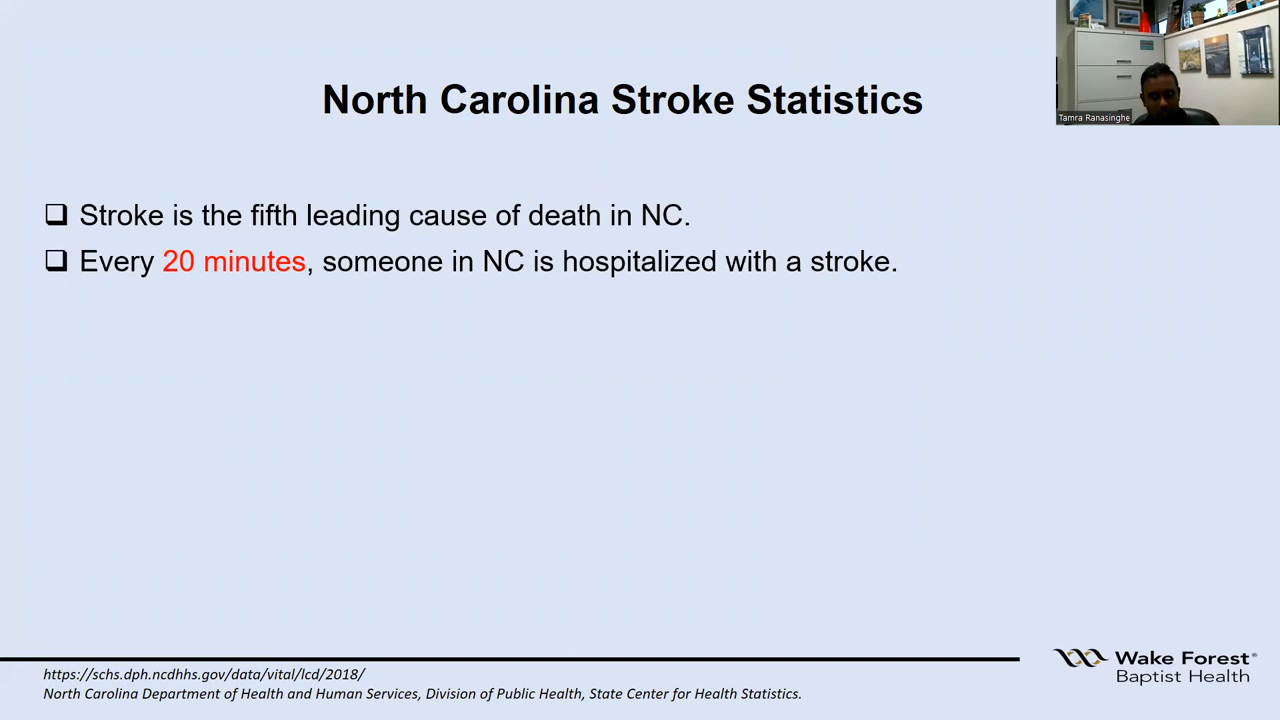 North Carolina Stroke Statistics
Tamra Ranasinghe
❑ Stroke is the fifth leading cause of death in NC.
❑ Every 20 minutes, someone in NC is hospitalized with a stroke.
https://schs.dph.ncdhhs.gov/data/vital/lcd/2018/
North Carolina Department of Health and Human Services, Division of Public Health, State Center for Health Statistics.
Wake Forest®
Baptist Health